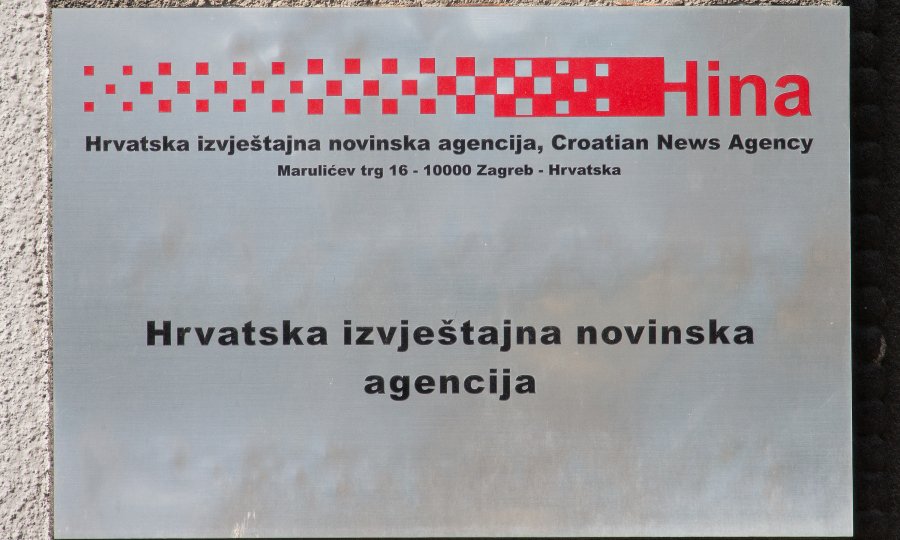 Hina
Hrvatska izvještajna novinska agencija, Croatian News Agency
Marulićev trg 16 - 10000 Zagreb - Hrvatska
Hrvatska izvještajna novinska
agencija